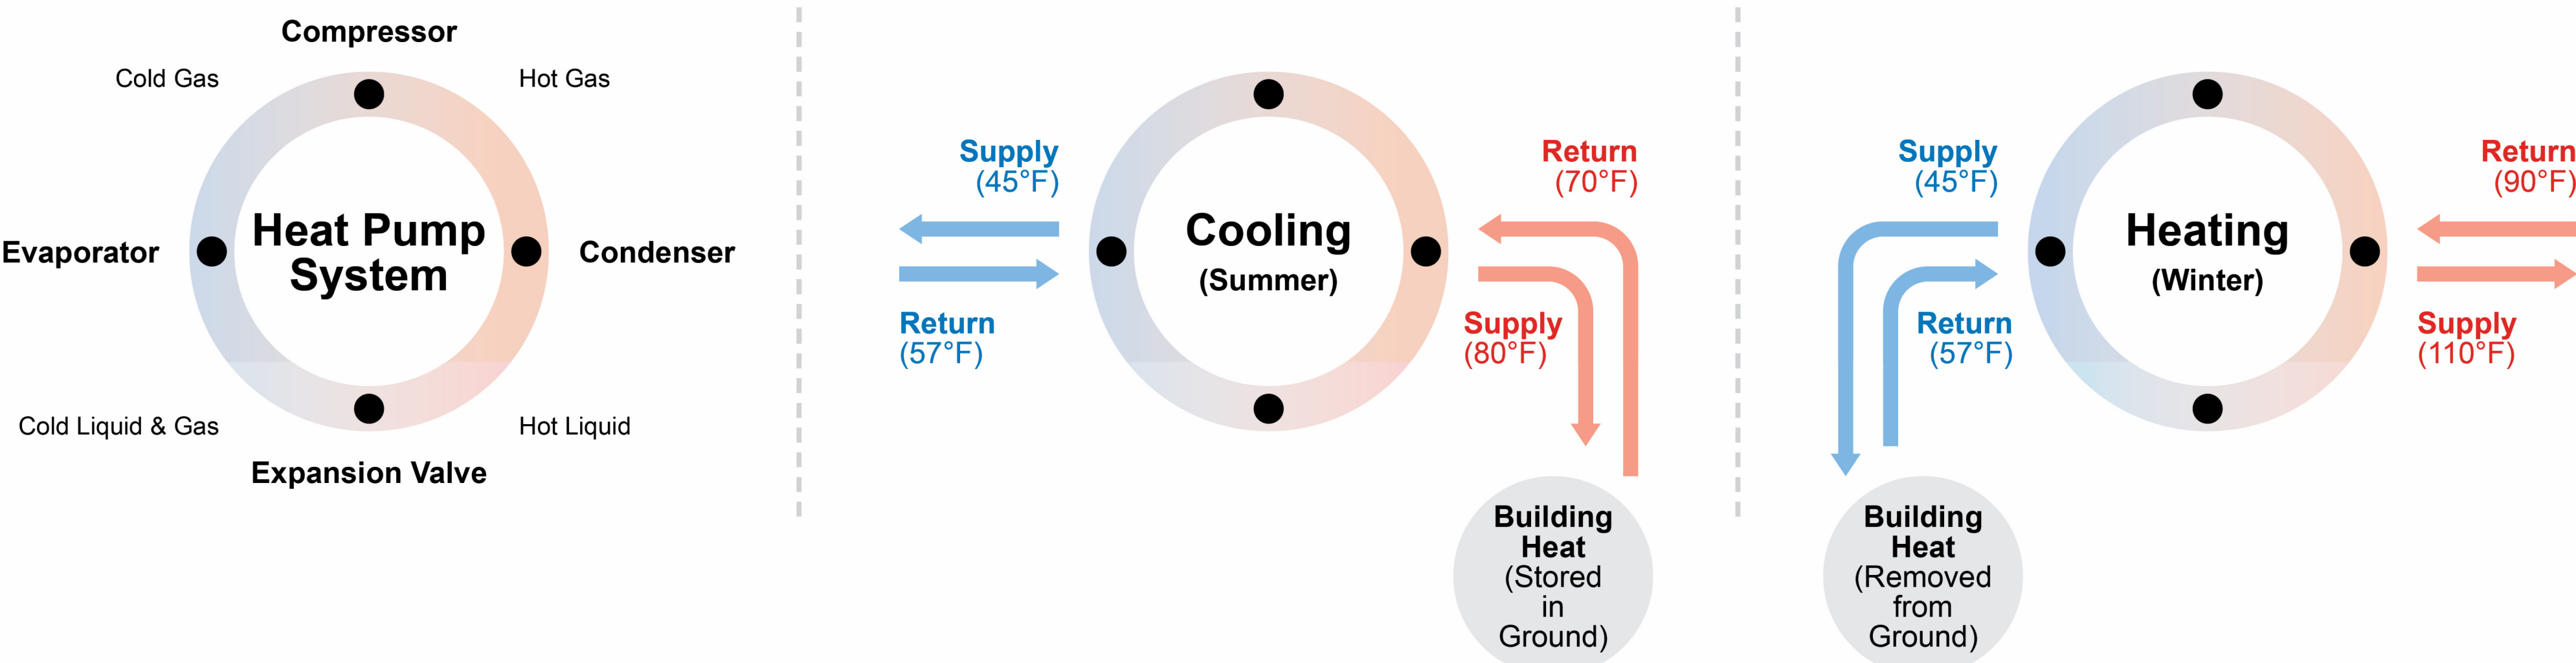 Compressor
Cold Gas
Hot Gas
Evaporator
Heat Pump
System
Condenser
Cold Liquid & Gas
Hot Liquid
Expansion Valve
Supply
(45°F)
Return
(57°F)
Cooling
(Summer)
Return
(70°F)
Supply
(80°F)
Building
Heat
(Stored
in
Ground)
Supply
(45°F)
Return
(57°F)
Heating
(Winter)
Return
(90°F)
Supply
(110°F)
Building
Heat
(Removed
from
Ground)